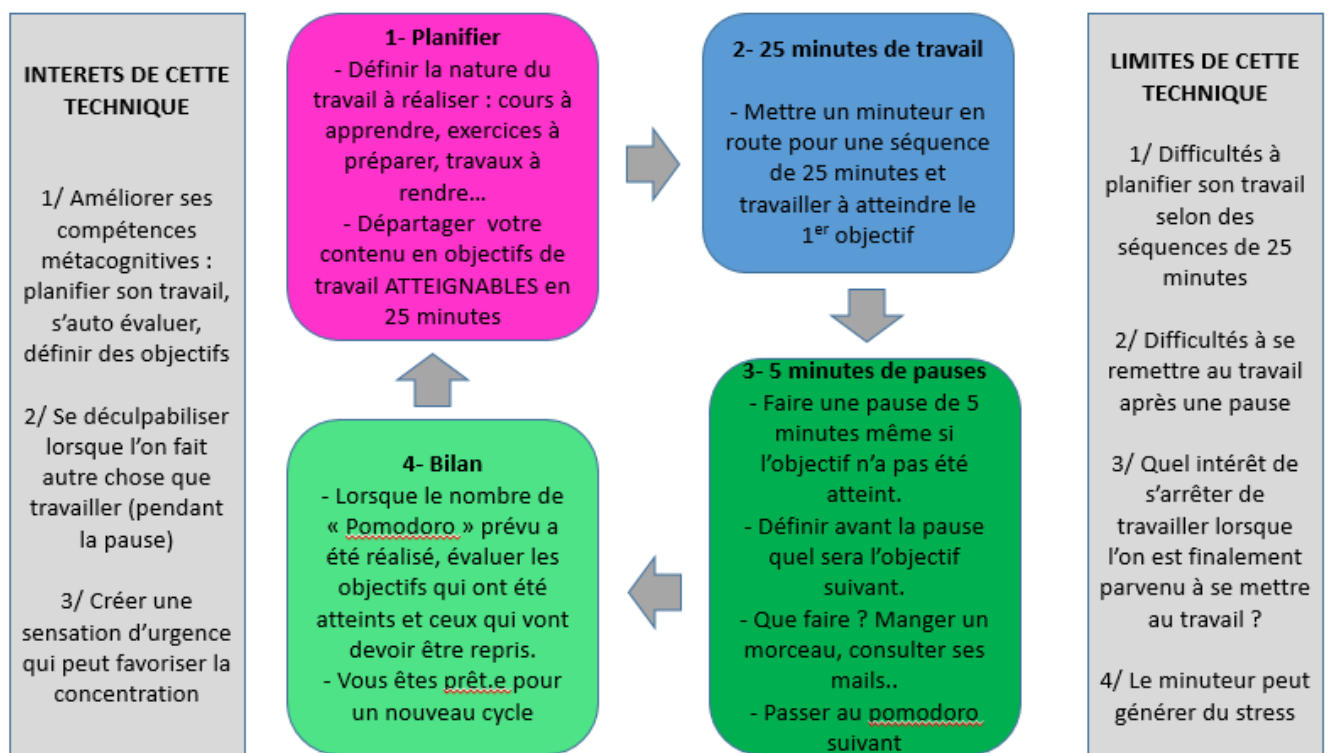 INTERETS DE CETTE
TECHNIQUE
1/ Améliorer ses
compétences
métacognitives :
planifier son travail,
s'auto évaluer,
définir des objectifs
2/ Se déculpabiliser
lorsque l'on fait
autre chose que
travailler (pendant
la pause)
3/ Créer une
sensation d'urgence
qui peut favoriser la
concentration
1- Planifier
- Définir la nature du
travail à réaliser : cours à
apprendre, exercices à
préparer, travaux à
rendre…
- Départager votre
contenu en objectifs de
travail ATTEIGNABLES en
25 minutes
2- 25 minutes de travail
- Mettre un minuteur en
route pour une séquence
de 25 minutes et
travailler à atteindre le
1er objectif
3- 5 minutes de pauses
- Faire une pause de 5
minutes même si
l'objectif n'a pas été
atteint.
- Définir avant la pause
quel sera l'objectif
suivant.
- Que faire ? Manger un
morceau, consulter ses
mails..
- Passer au pomodoro
suivant
4- Bilan
- Lorsque le nombre de
« Pomodoro » prévu a
été réalisé, évaluer les
objectifs qui ont été
atteints et ceux qui vont
devoir être repris.
- Vous êtes prêt.e pour
un nouveau cycle
LIMITES DE CETTE
TECHNIQUE
1/ Difficultés à
planifier son travail
selon des
séquences de 25
minutes
2/ Difficultés à se
remettre au travail
après une pause
3/ Quel intérêt de
s'arrêter de
travailler lorsque
l'on est finalement
parvenu à se mettre
au travail ?
4/ Le minuteur peut
générer du stress